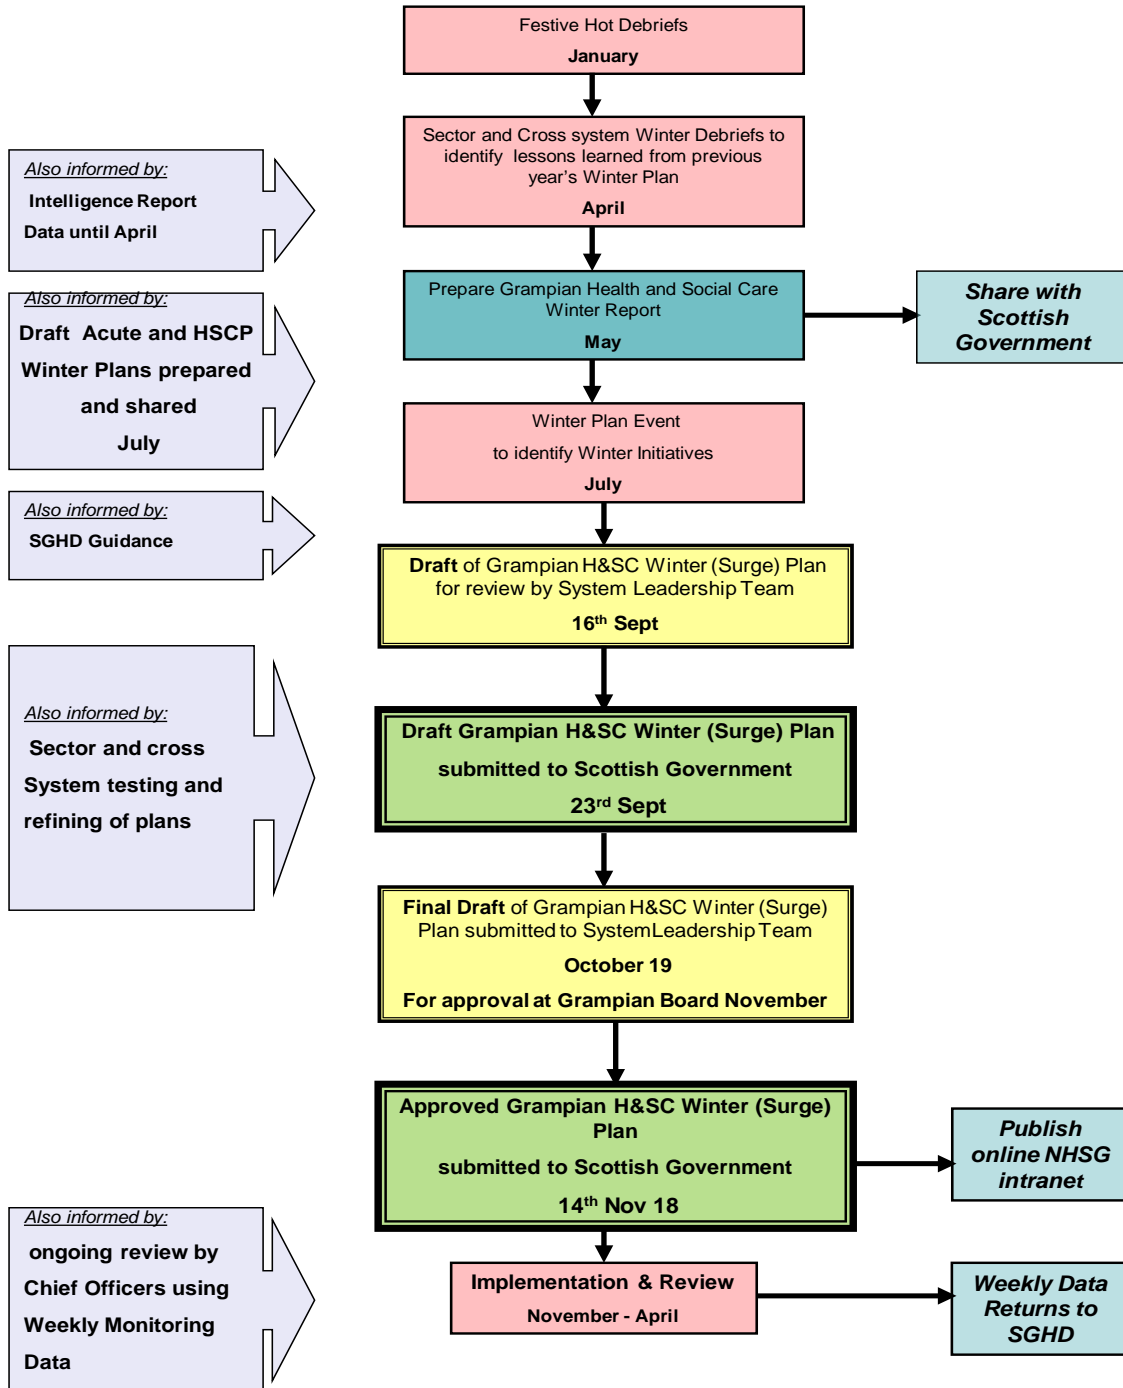 Festive Hot Debriefs
January
Sector and Cross system Winter Debriefs to
identify lessons learned from previous
year's Winter Plan
April
Also informed by:
Intelligence Report
Data until April
Prepare Grampian Health and Social Care
Winter Report
May
Share with
Scottish
Government
Also informed by:
Draft Acute and HSCP
Winter Plans prepared
and shared
July
Winter Plan Event
to identify Winter Initiatives
July
Also informed by:
SGHD Guidance
Draft of Grampian H&SC Winter (Surge) Plan
for review by System Leadership Team
16th Sept
Also informed by:
Sector and cross
System testing and
refining of plans
Draft Grampian H&SC Winter (Surge) Plan
submitted to Scottish Government
23rd Sept
Final Draft of Grampian H&SC Winter (Surge)
Plan submitted to SystemLeadership Team
October 19
For approval at Grampian Board November
Approved Grampian H&SC Winter (Surge)
Plan
submitted to Scottish Government
14th Nov 18
Publish
online NHSG
intranet
Also informed by:
ongoing review by
Chief Officers using
Weekly Monitoring
Data
Implementation & Review
November - April
Weekly Data
Returns to
SGHD